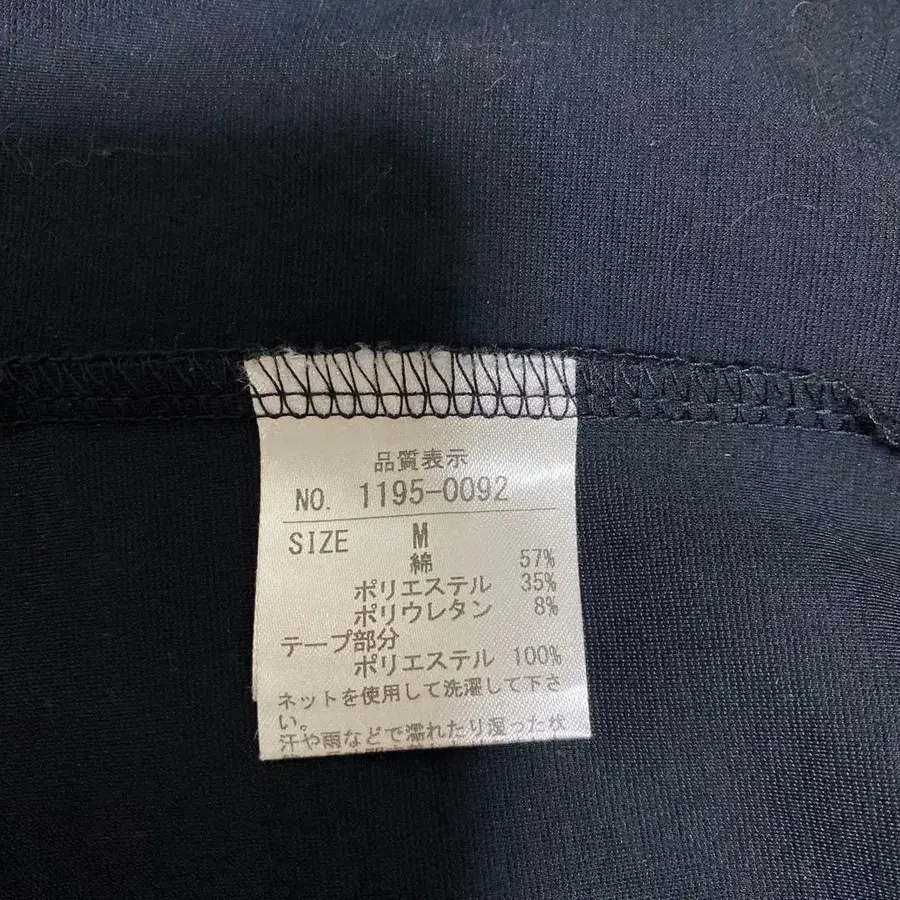 品質表示
NO. 1195-0092
SIZE M
綿 57%
ポリエステル 35%
ポリウレタン 8%
テープ部分
ポリエステル 100%
ネットを使用して洗濯して下さ
い。
汗や雨などで濡れたり湿った状